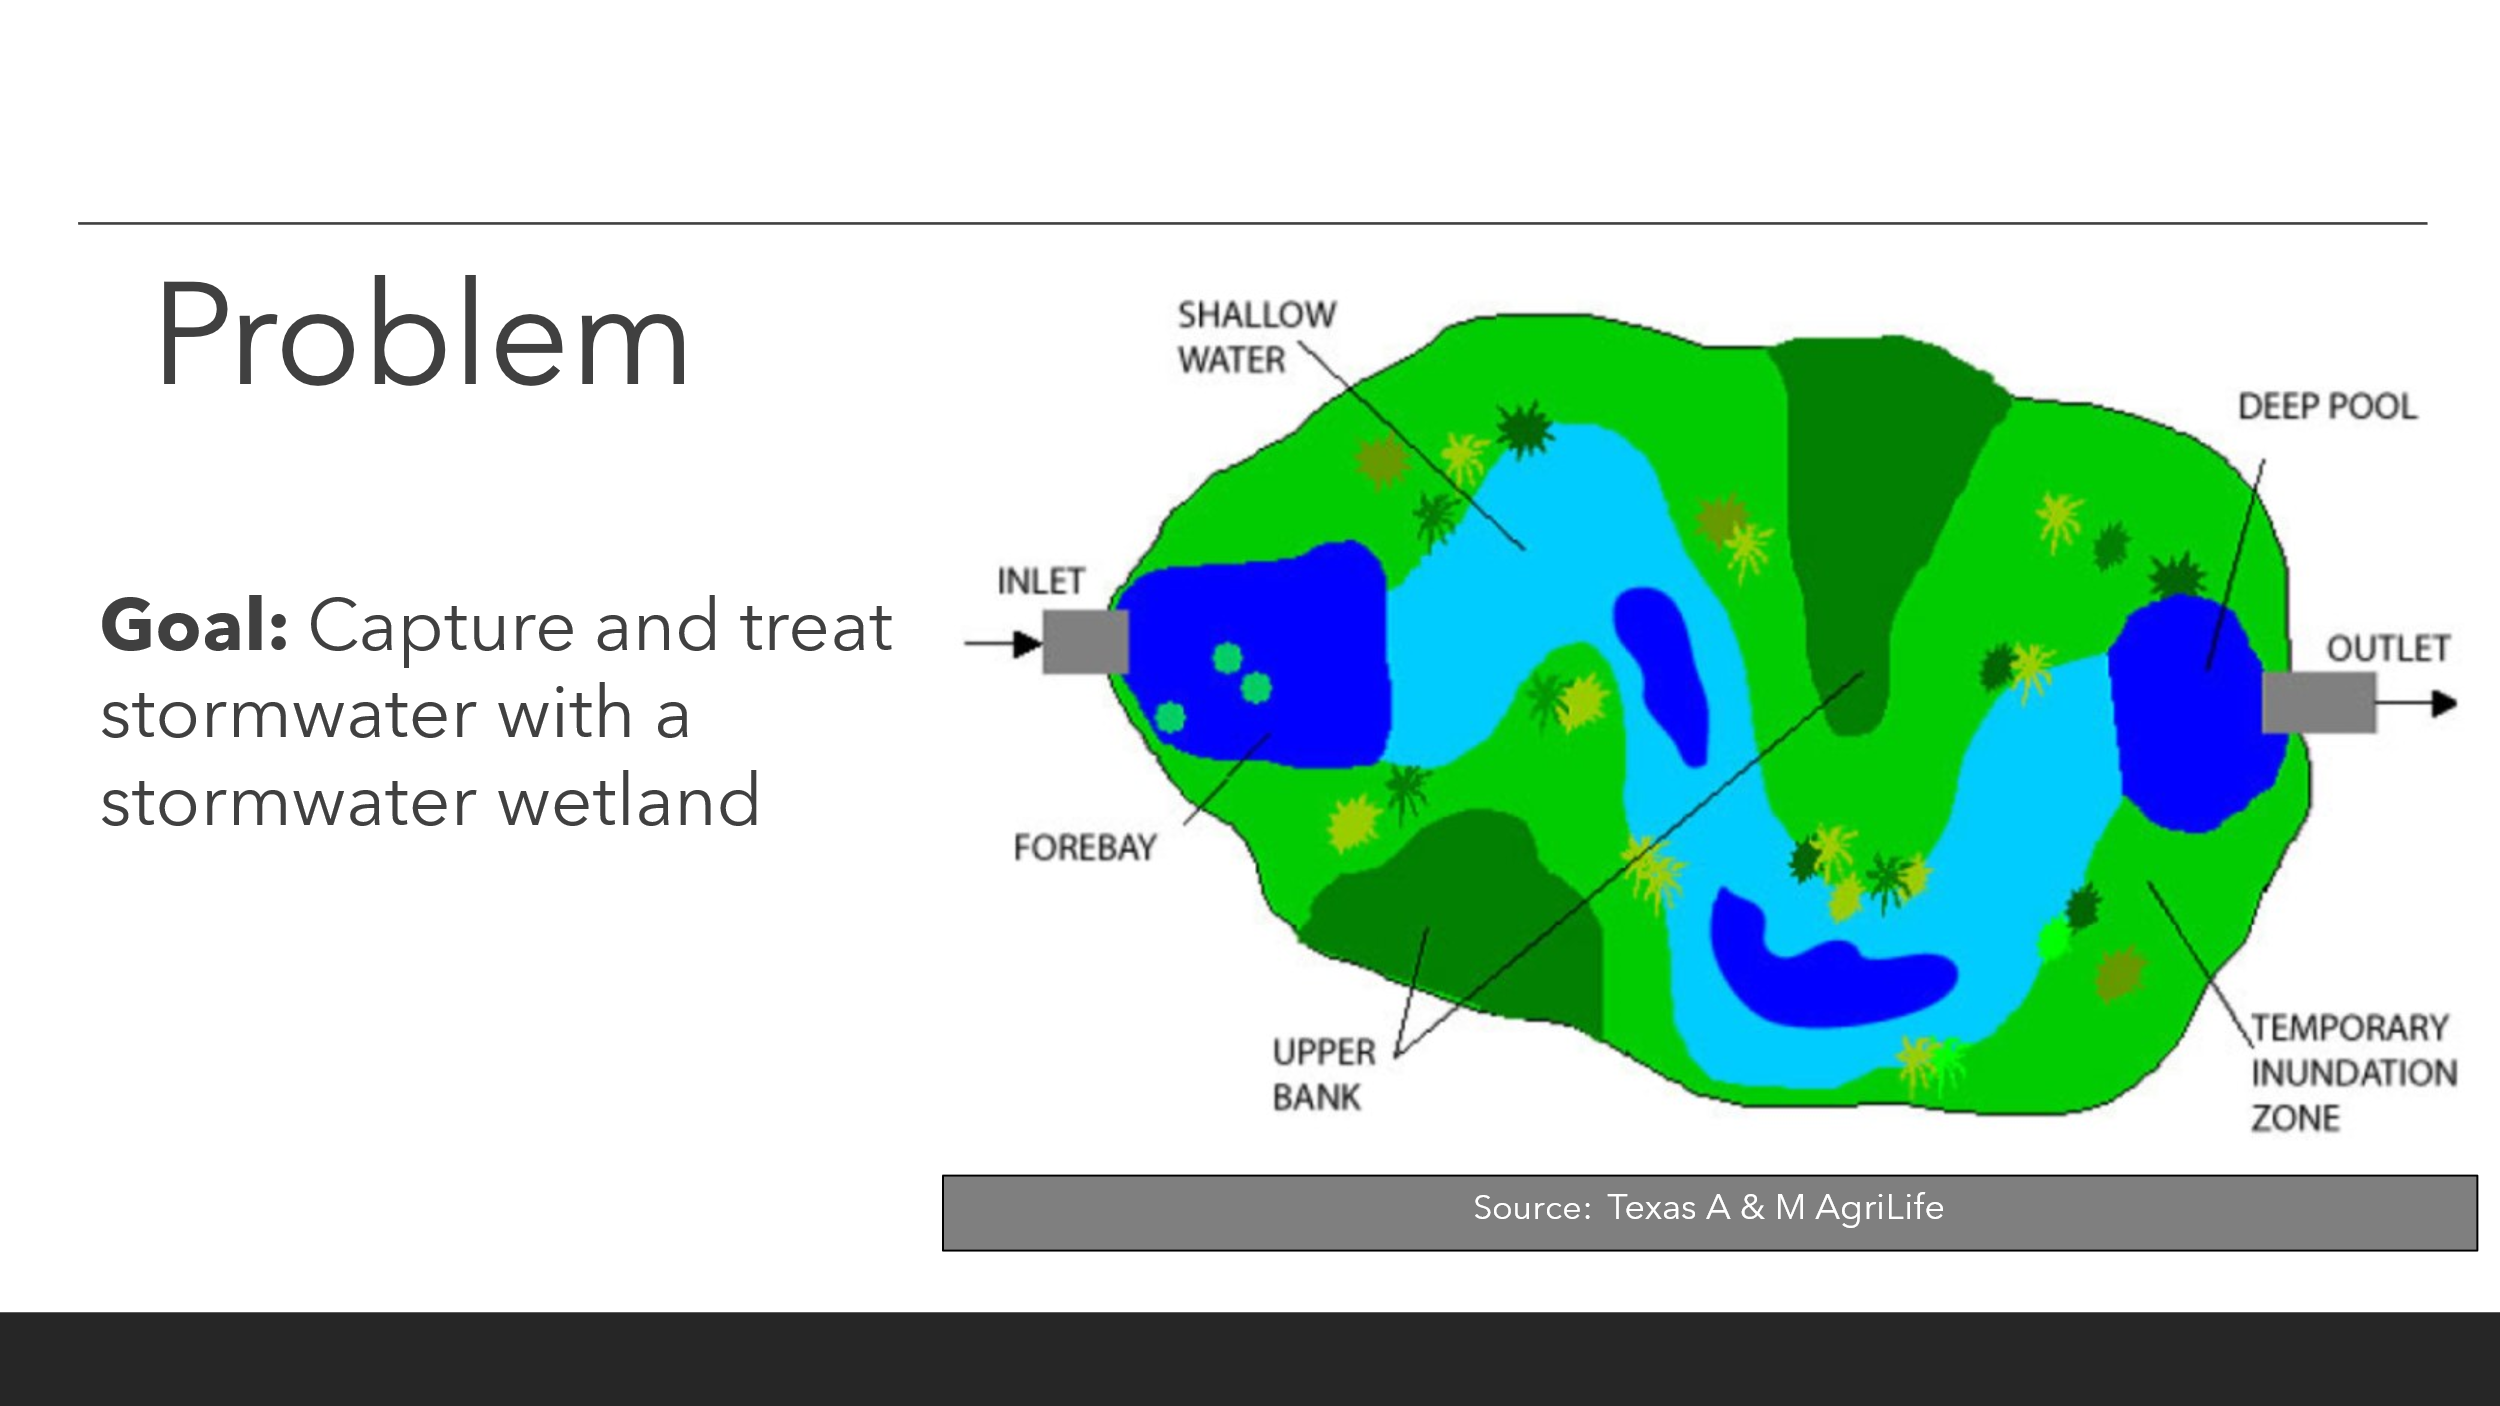 Problem
Goal: Capture and treat
stormwater with a
stormwater wetland
SHALLOW
WATER
DEEP POOL
INLET
OUTLET
FOREBAY
UPPER
BANK
TEMPORARY
INUNDATION
ZONE
Source: Texas A & M AgriLife